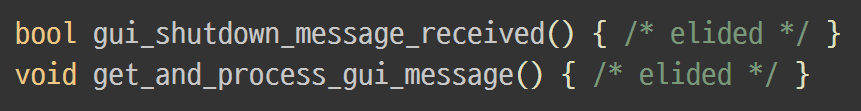 bool gui_shutdown_message_received() { /* elided */ }
void get_and_process_gui_message() { /* elided */ }